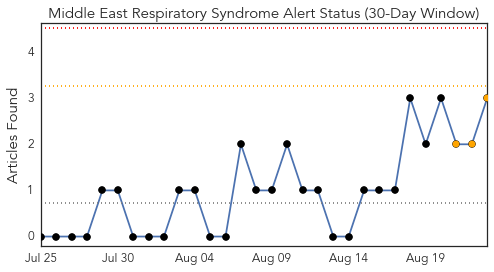 Middle East Respiratory Syndrome Alert Status (30-Day Window)
Articles Found
4
3
2
1
0
Jul 25 Jul 30 Aug 04 Aug 09 Aug 14 Aug 19